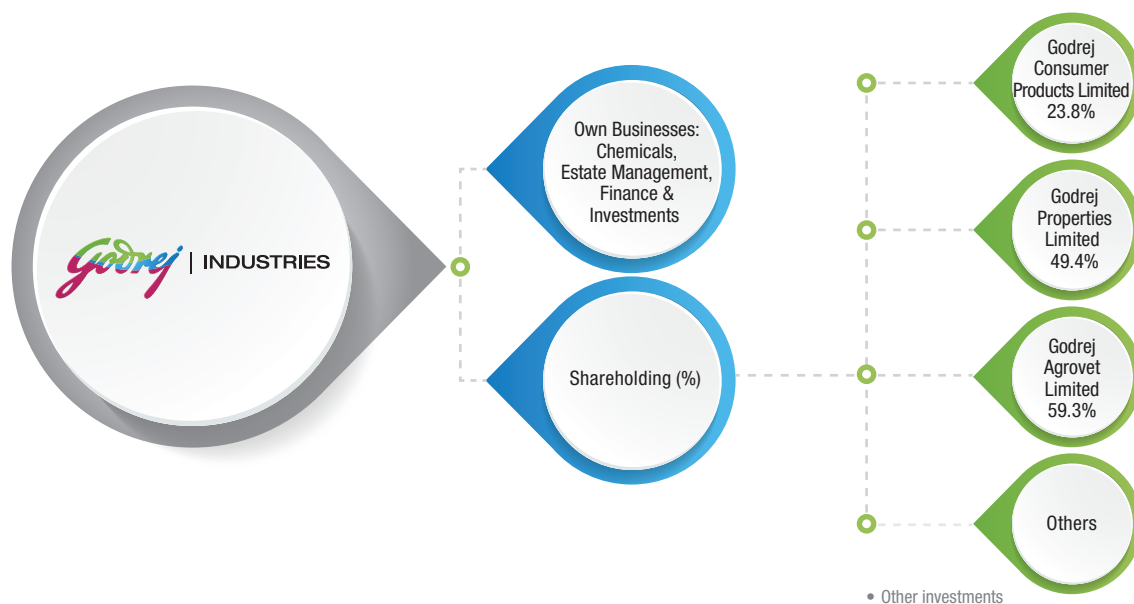 Godrej | INDUSTRIES
Own Businesses:
Chemicals,
Estate Management,
Finance &
Investments
Shareholding (%)
Godrej
Consumer
Products Limited
23.8%
Godrej
Properties
Limited
49.4%
Godrej
Agrovet
Limited
59.3%
Others
• Other investments